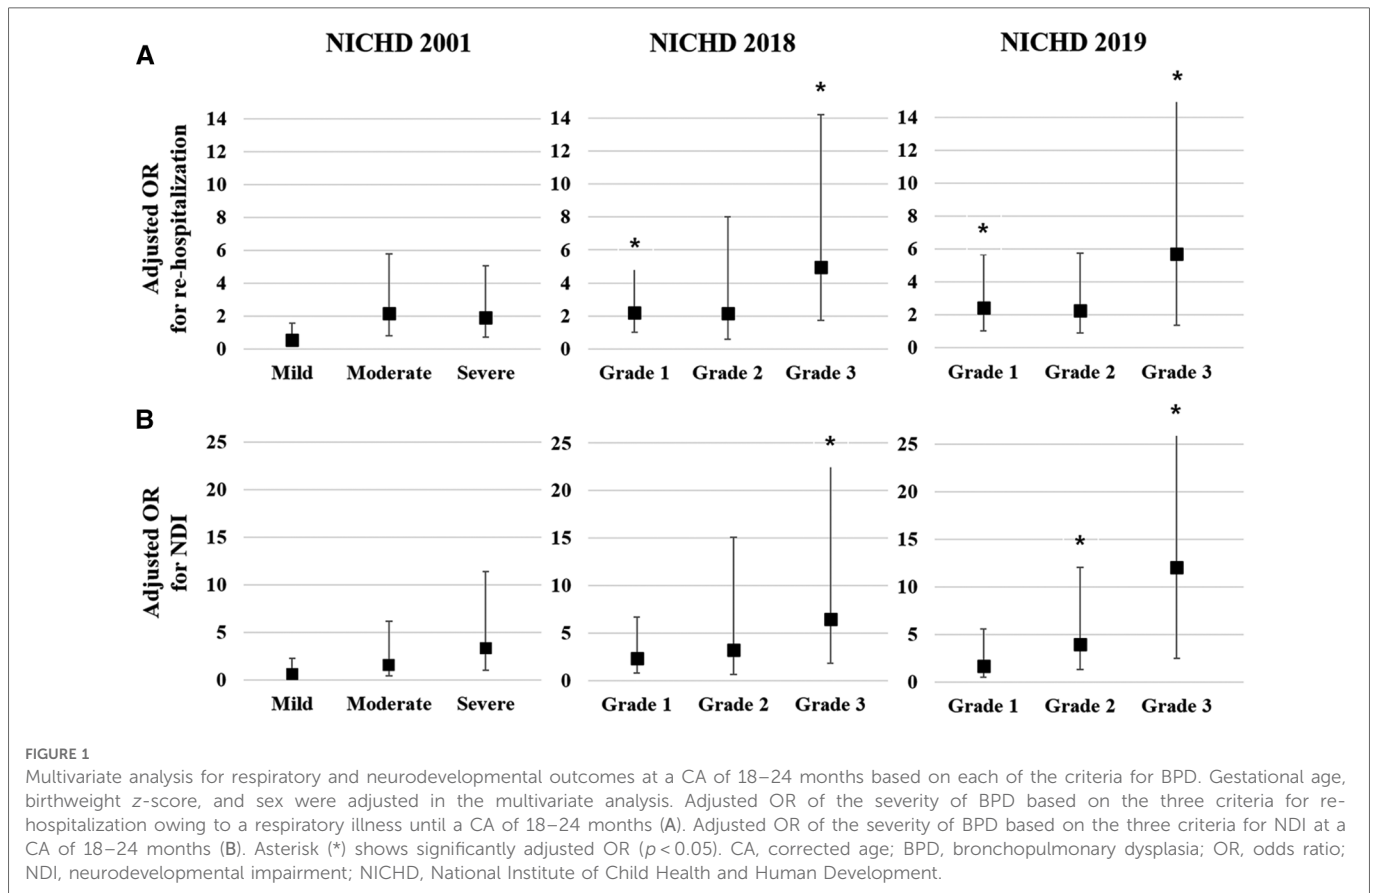 NICHD 2001 NICHD 2018 NICHD 2019
A
* * * *
Adjusted OR
for re-hospitalization
14 12 10 8 6 4 2 0
Mild Moderate Severe
14 12 10 8 6 4 2 0
Grade 1 Grade 2 Grade 3
14 12 10 8 6 4 2 0
Grade 1 Grade 2 Grade 3
B
* * *
Adjusted OR
for NDI
25 20 15 10 5 0
Mild Moderate Severe
25 20 15 10 5 0
Grade 1 Grade 2 Grade 3
25 20 15 10 5 0
Grade 1 Grade 2 Grade 3
FIGURE 1
Multivariate analysis for respiratory and neurodevelopmental outcomes at a CA of 18–24 months based on each of the criteria for BPD. Gestational age,
birthweight z-score, and sex were adjusted in the multivariate analysis. Adjusted OR of the severity of BPD based on the three criteria for re-
hospitalization owing to a respiratory illness until a CA of 18–24 months (A). Adjusted OR of the severity of BPD based on the three criteria for NDI at a
CA of 18–24 months (B). Asterisk (*) shows significantly adjusted OR (p < 0.05). CA, corrected age; BPD, bronchopulmonary dysplasia; OR, odds ratio;
NDI, neurodevelopmental impairment; NICHD, National Institute of Child Health and Human Development.